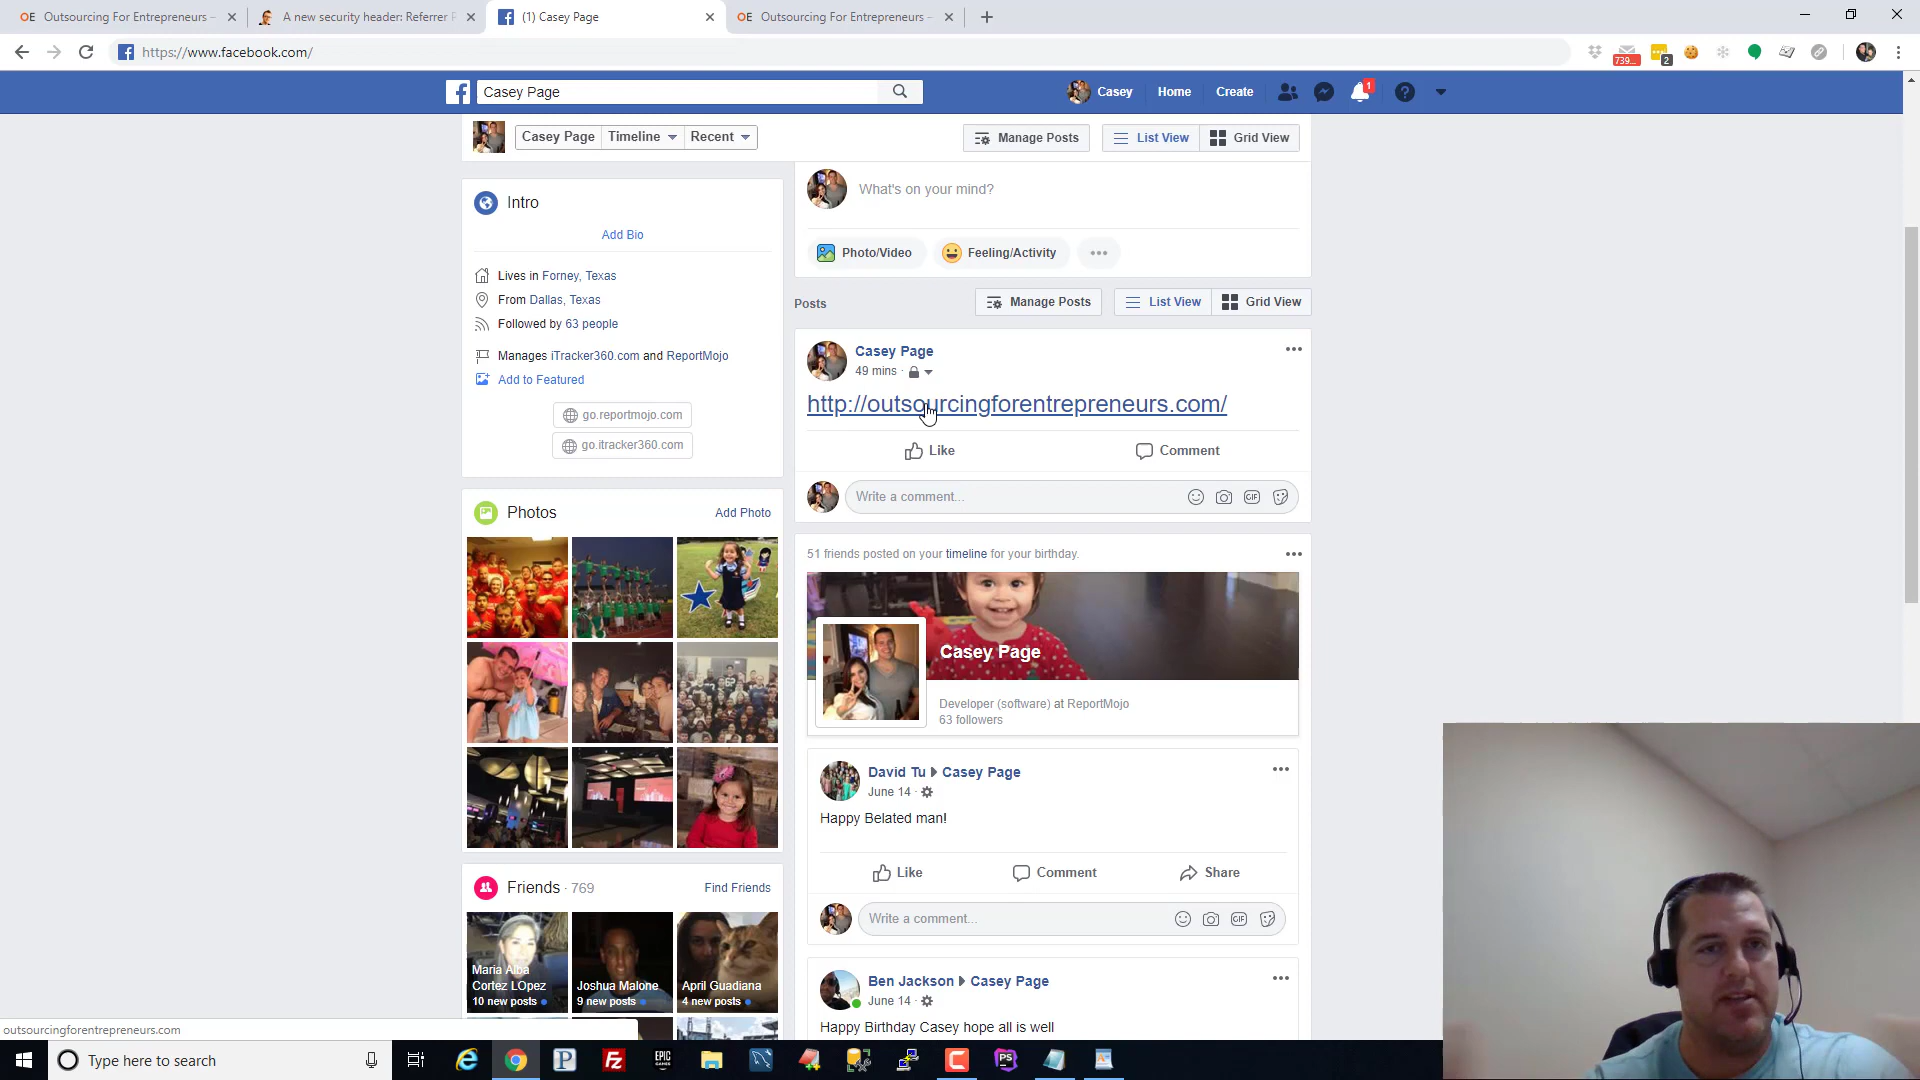 OE Outsourcing For Entrepreneurs –
A new security header: Referrer P
(1) Casey Page
OE Outsourcing For Entrepreneurs –
https://www.facebook.com/
739...
2
Casey Page
Casey
Home
Create
1
Casey Page
Timeline
Recent
Manage Posts
List View
Grid View
Intro
Add Bio
Lives in Forney, Texas
From Dallas, Texas
Followed by 63 people
Manages iTracker360.com and ReportMojo
Add to Featured
go.reportmojo.com
go.itracker360.com
Photos
Add Photo
Friends · 769
Find Friends
Maria Alba
Cortez LOpez
10 new posts
Joshua Malone
9 new posts
April Guadiana
4 new posts
What's on your mind?
Photo/Video
Feeling/Activity
Posts
Manage Posts
List View
Grid View
Casey Page
49 mins ·
http://outsourcingforentrepreneurs.com/
Like
Comment
Write a comment...
GIF
51 friends posted on your timeline for your birthday.
Casey Page
Developer (software) at ReportMojo
63 followers
David Tu Casey Page
June 14 ·
Happy Belated man!
Like
Comment
Share
Write a comment...
GIF
Ben Jackson Casey Page
June 14 ·
Happy Birthday Casey hope all is well
outsourcingforentrepreneurs.com
Type here to search
EPIC
GAMES
PS